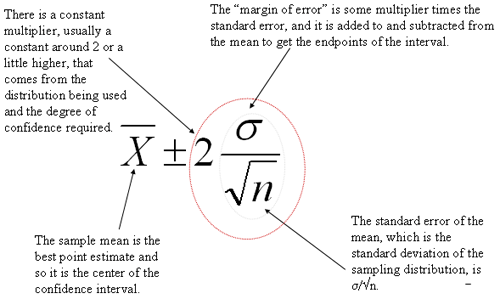 There is a constant
multiplier, usually a
constant around 2 or a
little higher, that
comes from the
distribution being used
and the degree of
confidence required.
The “margin of error” is some multiplier times the
standard error, and it is added to and subtracted from
the mean to get the endpoints of the interval.
X̅ ± 2 σ/√n
The sample mean is the
best point estimate and
so it is the center of the
confidence interval.
The standard error of the
mean, which is the
standard deviation of the
sampling distribution, is
σ/√n.